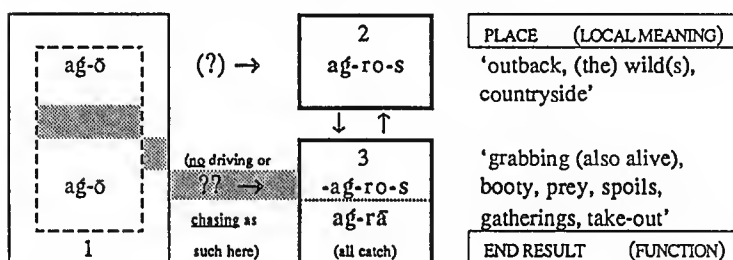 2
PLACE (LOCAL MEANING)
ag-ō (?) → ag-ro-s 'outback, (the) wild(s),
countryside'
↓ ↑
3
(no driving or 'grabbing (also alive),
ag-ō ?? → -ag-ro-s booty, prey, spoils,
chasing as ag-rā gatherings, take-out'
1 such here) (all catch) END RESULT (FUNCTION)